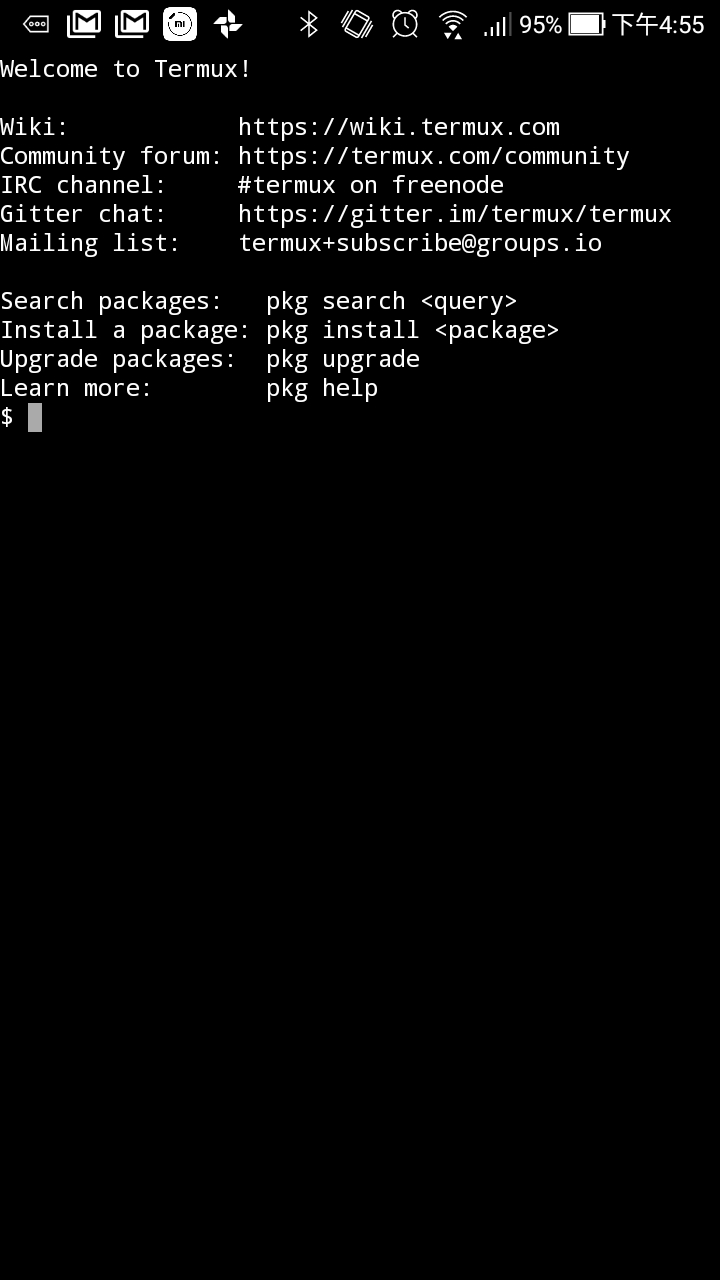 95% 下午4:55
Welcome to Termux!
Wiki: https://wiki.termux.com
Community forum: https://termux.com/community
IRC channel: #termux on freenode
Gitter chat: https://gitter.im/termux/termux
Mailing list: termux+subscribe@groups.io
Search packages: pkg search <query>
Install a package: pkg install <package>
Upgrade packages: pkg upgrade
Learn more: pkg help
$